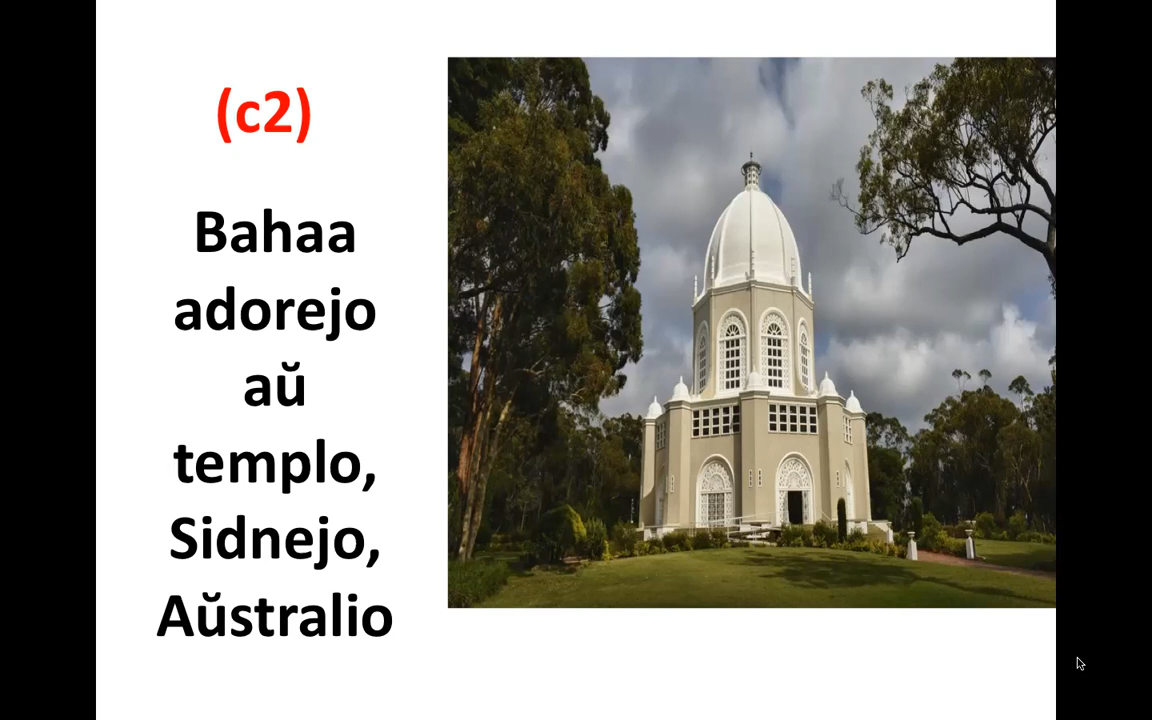 (c2)
Bahaa
adorejo
aŭ
templo,
Sidnejo,
Aŭstralio